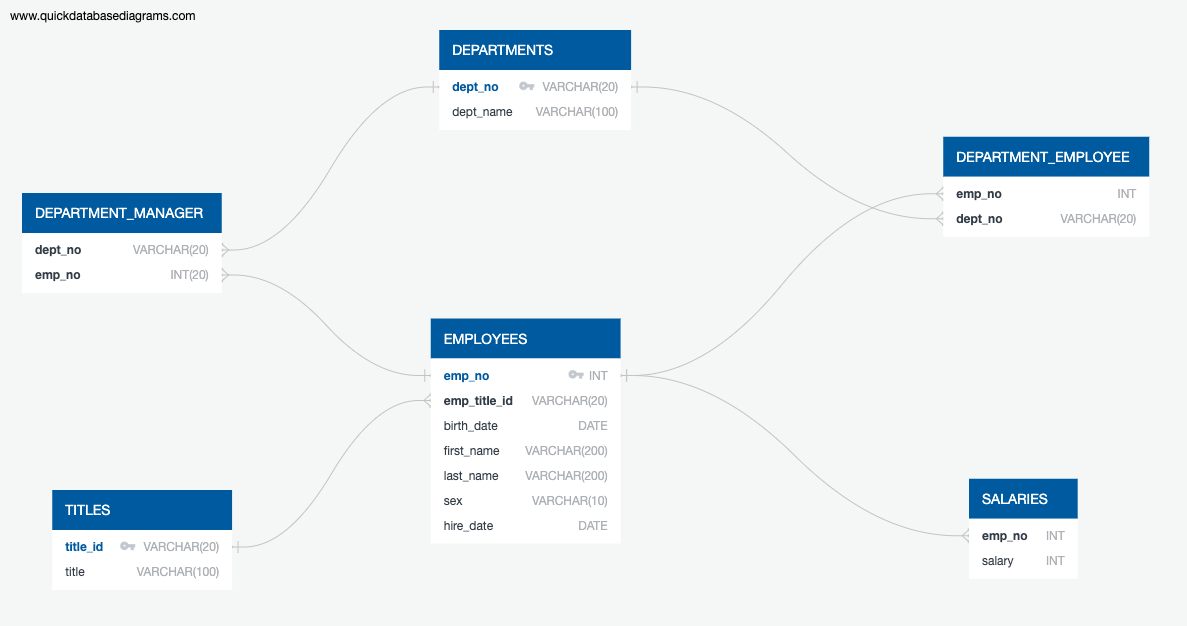 www.quickdatabasediagrams.com
DEPARTMENTS
dept_no VARCHAR(20)
dept_name VARCHAR(100)
DEPARTMENT_EMPLOYEE
emp_no INT
dept_no VARCHAR(20)
DEPARTMENT_MANAGER
dept_no VARCHAR(20)
emp_no INT(20)
EMPLOYEES
emp_no INT
emp_title_id VARCHAR(20)
birth_date DATE
first_name VARCHAR(200)
last_name VARCHAR(200)
sex VARCHAR(10)
hire_date DATE
TITLES
title_id VARCHAR(20)
title VARCHAR(100)
SALARIES
emp_no INT
salary INT